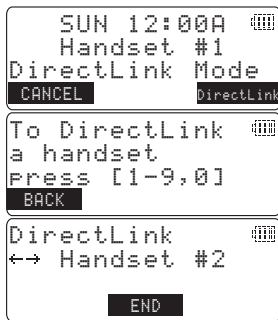 SUN 12:00A
Handset #1
DirectLink Mode
CANCEL DirectLink
To DirectLink
a handset
press [1-9,0]
BACK
DirectLink
←→ Handset #2
END